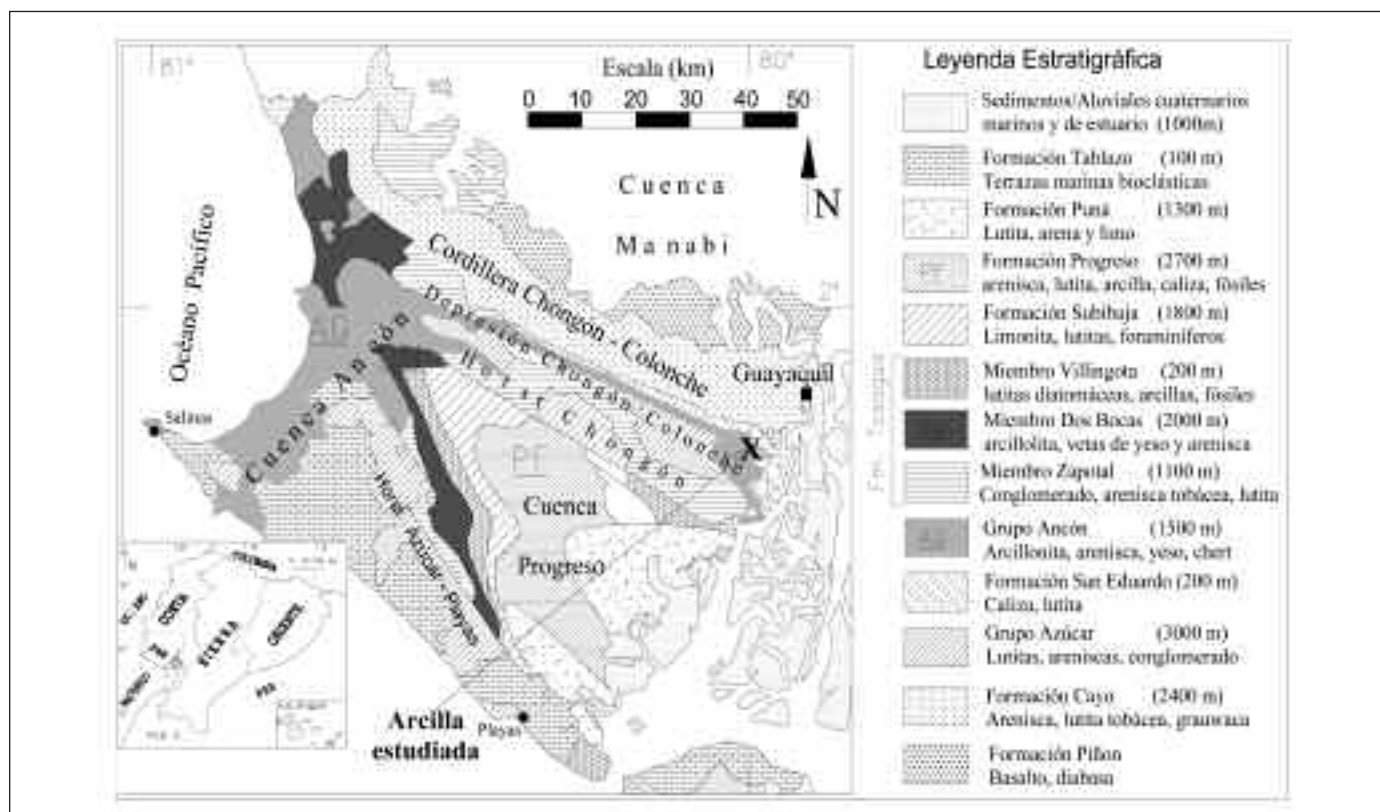 81°
80°
Escala (km)
0 10 20 30 40 50
N
Cuenca
Manabí
Océano Pacífico
Cordillera Chongón - Colonche
Depresión Chongón, Colonche
Horst Chongón
Cuenca Ancón
Guayaquil
Salinas
X
Pr
Cuenca
Progreso
Horst Azúcar - Playas
Playas
Arcilla
estudiada
COSTA
SIERRA
ORIENTE
Leyenda Estratigráfica
Sedimentos/Aluviales cuaternarios
marinos y de estuario (1000m)
Formación Tablazo (100 m)
Terrazas marinas bioclásticas
Formación Puná (1300 m)
Lutita, arena y limo
Formación Progreso (2700 m)
arenisca, lutita, arcilla, caliza, fósiles
Formación Subibaja (1800 m)
Limonita, lutitas, foraminíferos
Miembro Villingota (200 m)
lutitas diatomáceas, arcillas, fósiles
Miembro Dos Bocas (2000 m)
arcillolita, vetas de yeso y arenisca
Miembro Zapotal (1100 m)
Conglomerado, arenisca tobácea, lutita
Grupo Ancón (1500 m)
Arcillonita, arenisca, yeso, chert
Formación San Eduardo (200 m)
Caliza, lutita
Grupo Azúcar (3000 m)
Lutitas, areniscas, conglomerado
Formación Cayo (2400 m)
Arenisca, lutita tobácea, grauwaca
Formación Piñon
Basalto, diabasa